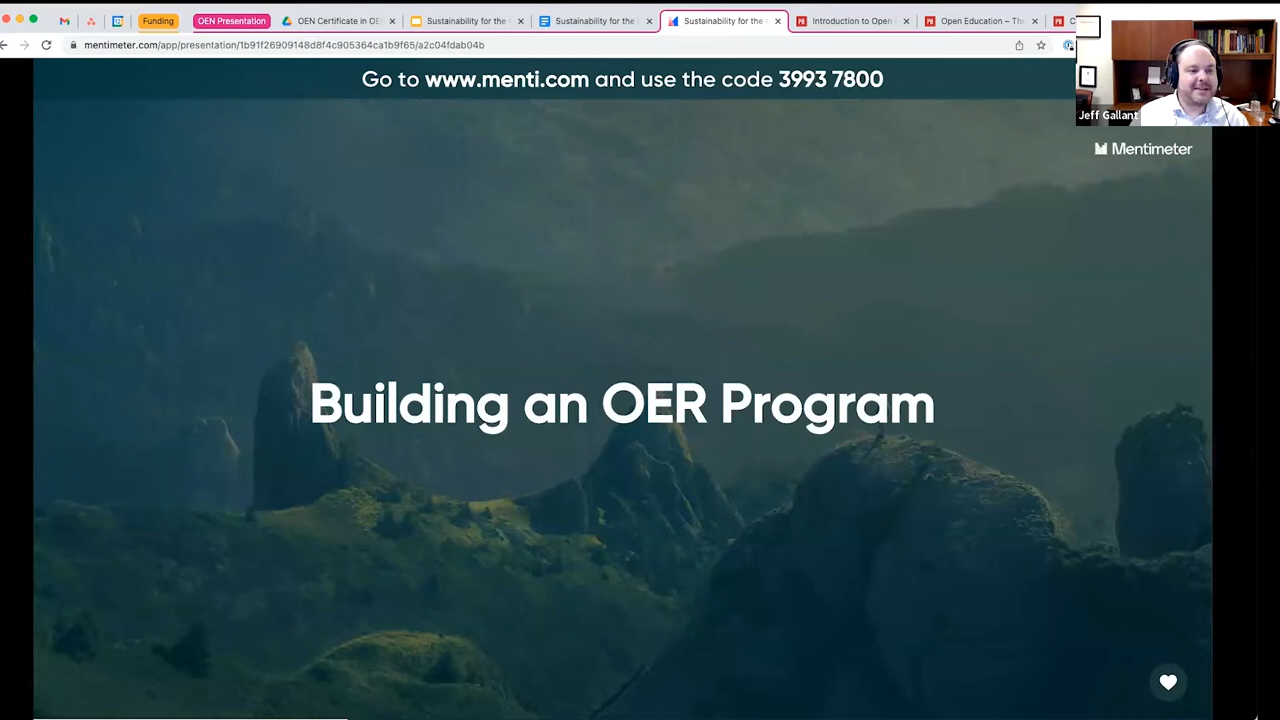 Funding
OEN Presentation
OEN Certificate in OE
Sustainability for the
Sustainability for the
Sustainability for the
Introduction to Open
Open Education – The
mentimeter.com/app/presentation/1b91f26909148d8f4c905364ca1b9f65/a2c04fdab04b
Go to www.menti.com and use the code 3993 7800
Jeff Gallant
Mentimeter
Building an OER Program